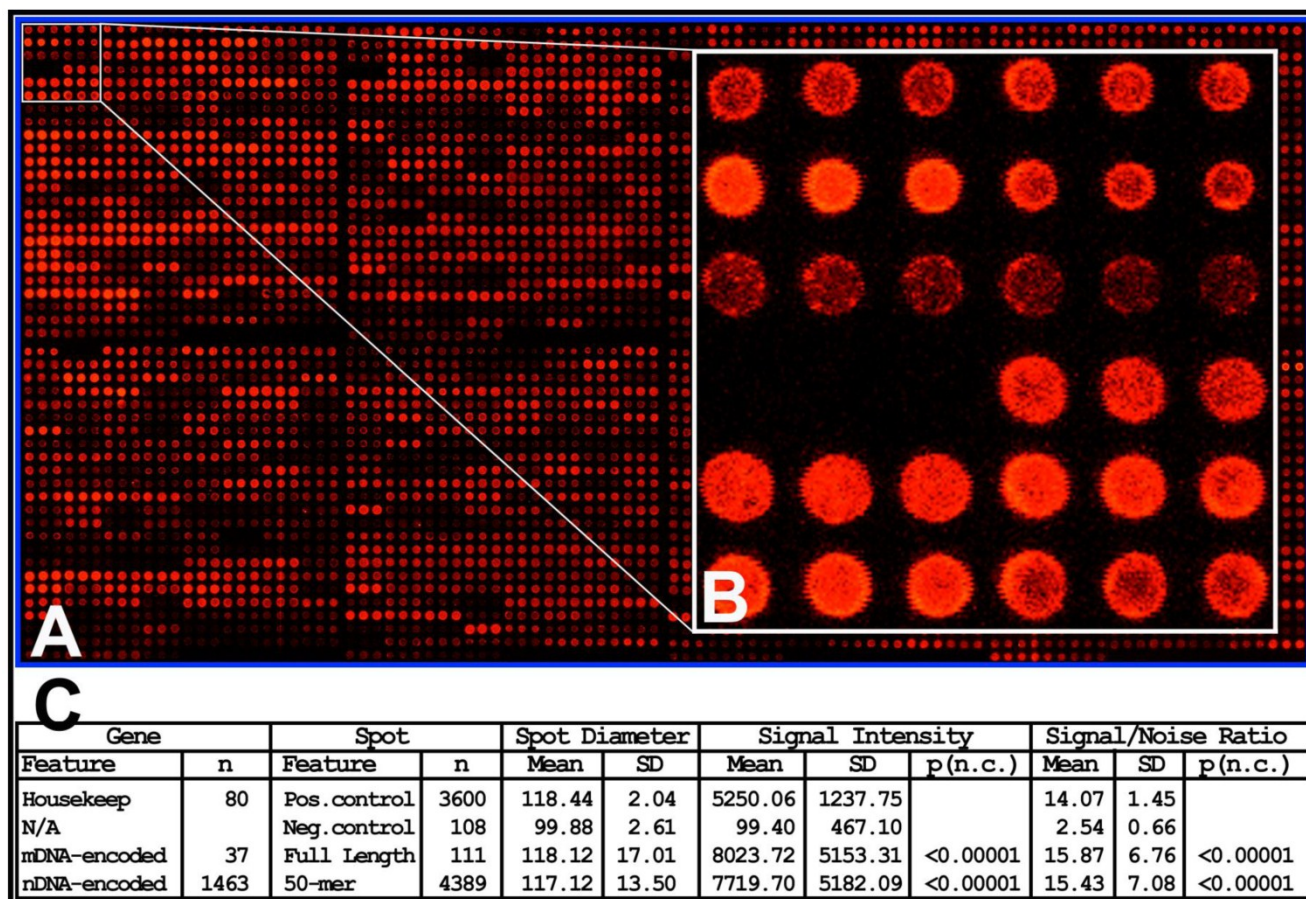 A
B
C
Gene Spot Spot Diameter Signal Intensity Signal/Noise Ratio
Feature n Feature n Mean SD Mean SD p(n.c.) Mean SD p(n.c.)
Housekeep 80 Pos.control 3600 118.44 2.04 5250.06 1237.75 14.07 1.45
N/A Neg.control 108 99.88 2.61 99.40 467.10 2.54 0.66
mDNA-encoded 37 Full Length 111 118.12 17.01 8023.72 5153.31 <0.00001 15.87 6.76 <0.00001
nDNA-encoded 1463 50-mer 4389 117.12 13.50 7719.70 5182.09 <0.00001 15.43 7.08 <0.00001